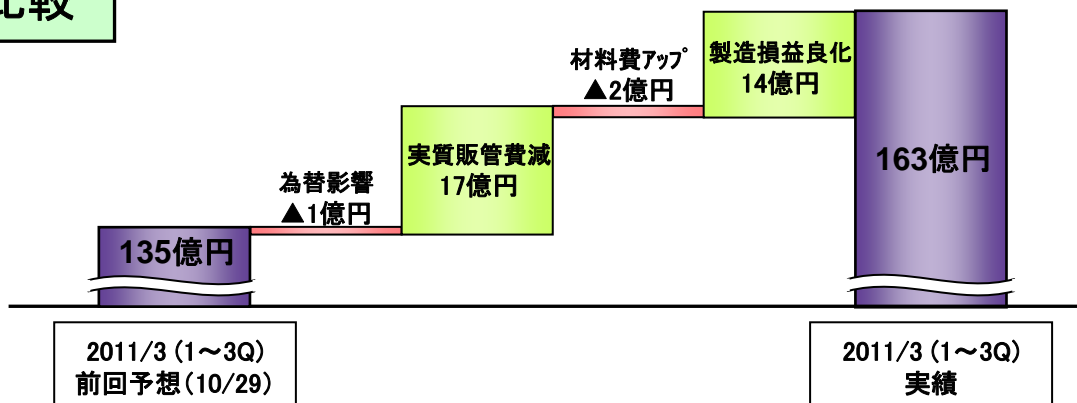 比較
135億円
為替影響
▲1億円
実質販管費減
17億円
材料費アップ
▲2億円
製造損益良化
14億円
163億円
2011/3 (1～3Q)
前回予想(10/29)
2011/3 (1～3Q)
実績